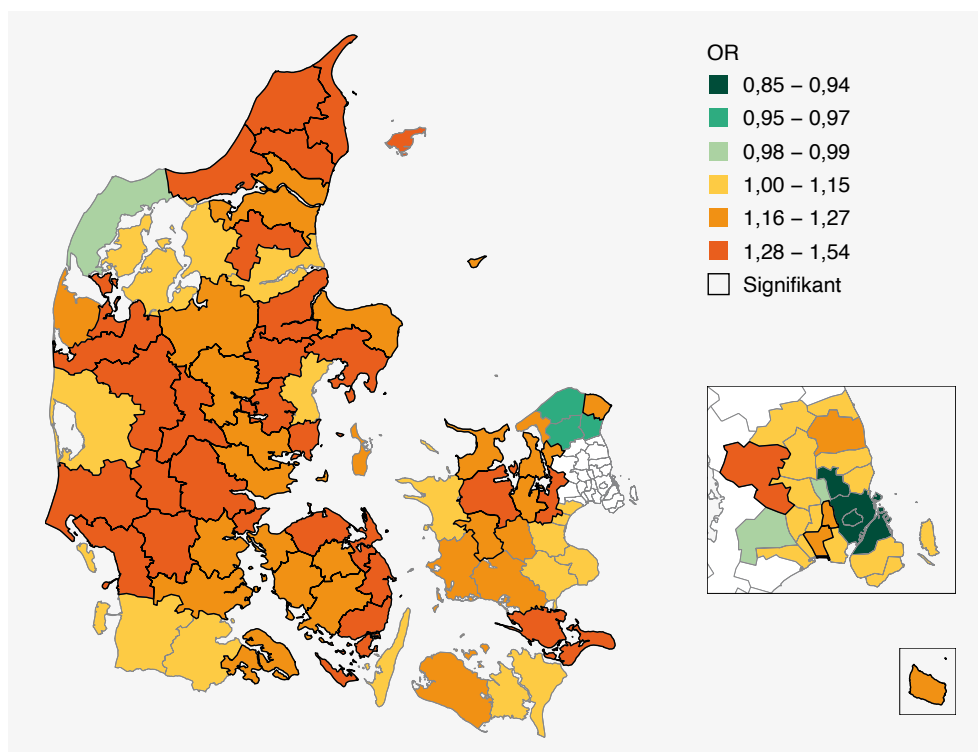 OR
0,85 – 0,94
0,95 – 0,97
0,98 – 0,99
1,00 – 1,15
1,16 – 1,27
1,28 – 1,54
Signifikant